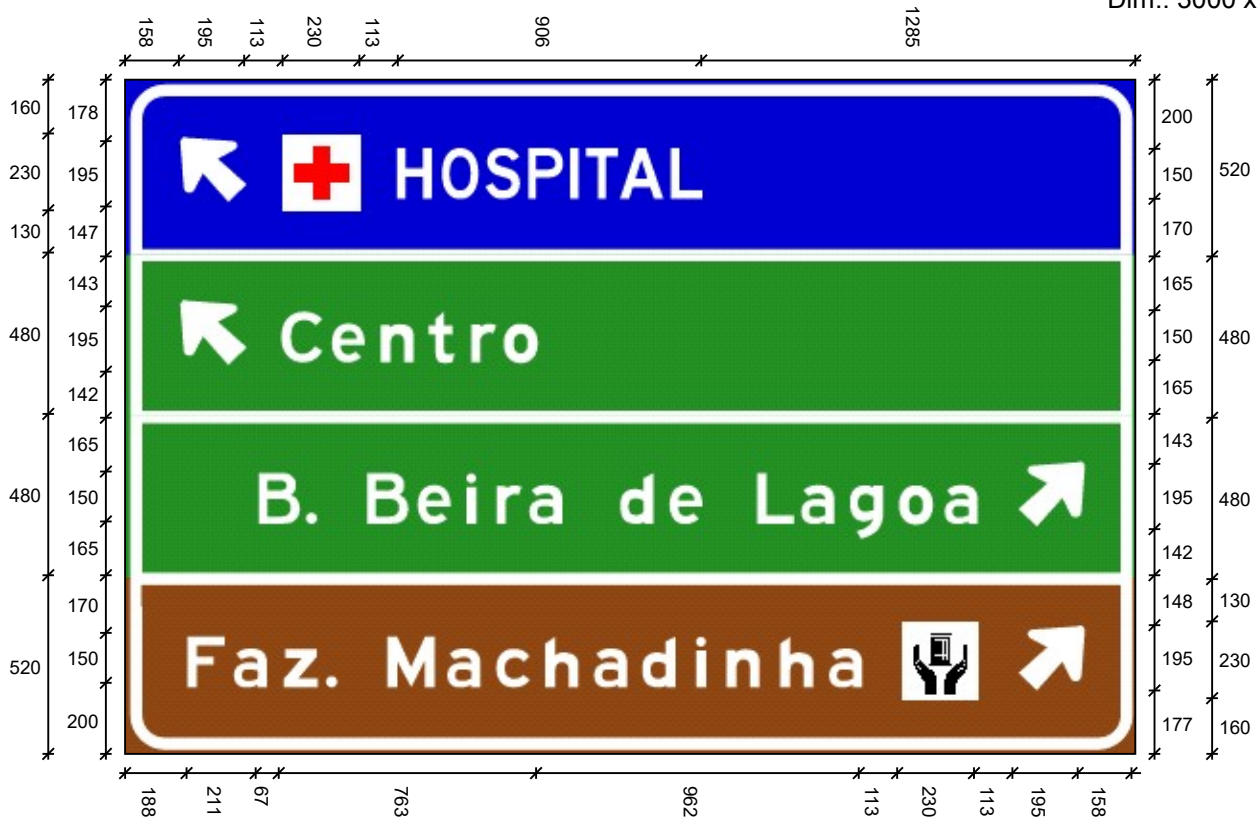 Dim.: 3000 x
158 195 113 230 113 906 1285
160 178 200
230 195 HOSPITAL 150 520
130 147 170
143 165
480 195 Centro 150 480
142 165
165 143
480 150 B. Beira de Lagoa 195 480
165 142
170 148 130
520 150 Faz. Machadinha 195 230
200 177 160
188 211 67 763 962 113 230 113 195 158